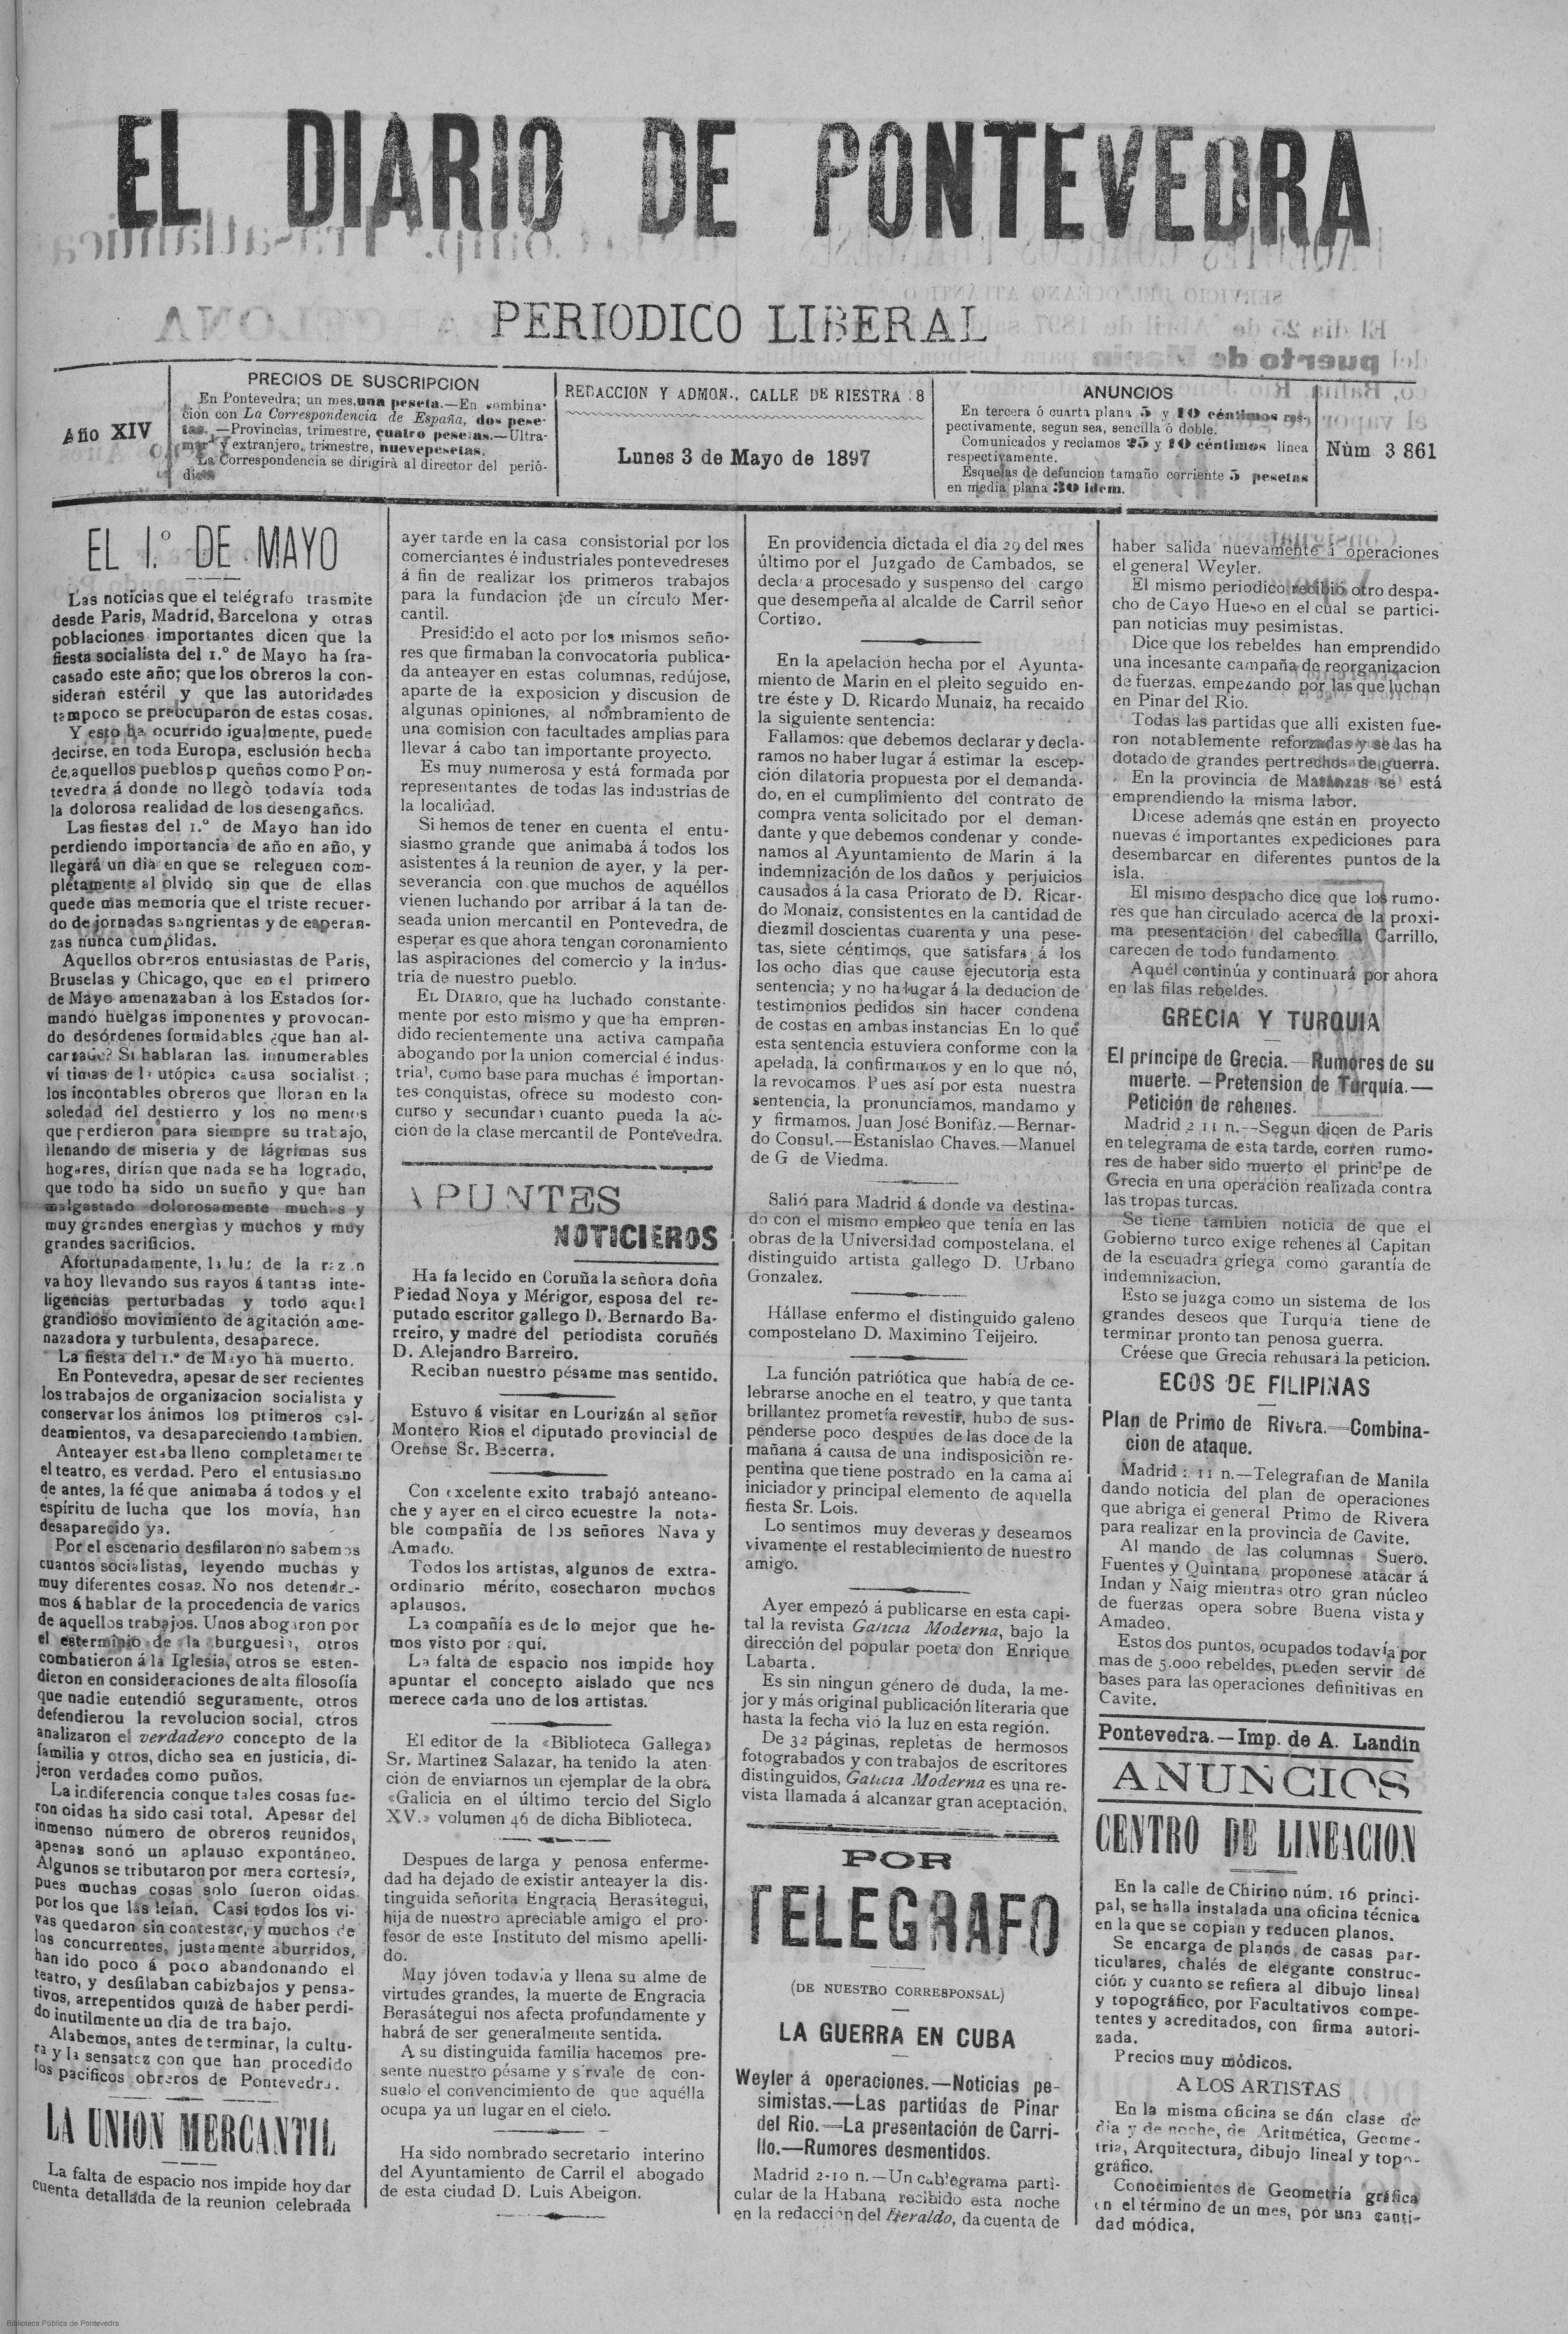 EL DIARIO DE PONTEVEDRA
PERIODICO LIBERAL
Año XIV
PRECIOS DE SUSCRIPCION
En Pontevedra; un mes, una peseta.—En combina-
cion con La Correspondencia de España, dos pese-
tas.—Provincias, trimestre, cuatro pesetas.—Ultra-
mar y extranjero, trimestre, nueve pesetas.
La Correspondencia se dirigirá al director del perió-
dico
REDACCION Y ADMON., CALLE DE RIESTRA 18
Lunes 3 de Mayo de 1897
ANUNCIOS
En tercera ó cuarta plana 5 y 10 céntimos res-
pectivamente, segun sea, sencilla ó doble.
Comunicados y reclamos 25 y 10 céntimos linea
respectivamente.
Esquelas de defuncion tamaño corriente 5 pesetas
en media plana 30 idem.
Núm 3 861
EL 1.º DE MAYO
Las noticias que el telégrafo trasmite
desde Paris, Madrid, Barcelona y otras
poblaciones importantes dicen que la
fiesta socialista del 1.º de Mayo ha fra-
casado este año; que los obreros la con-
sideran estéril y que las autoridades
tampoco se preocuparon de estas cosas.
Y esto ha ocurrido igualmente, puede
decirse, en toda Europa, esclusión hecha
de aquellos pueblos p queños como Pon-
tevedra á donde no llegò todavía toda
la dolorosa realidad de los desengaños.
Las fiestas del 1.º de Mayo han ido
perdiendo importancia de año en año, y
llegará un dia en que se releguen com-
pletamente al olvido sin que de ellas
quede mas memoria que el triste recuer-
do de jornadas sangrientas y de esperan-
zas nunca cumplidas.
Aquellos obreros entusiastas de Paris,
Bruselas y Chicago, que en el primero
de Mayo amenazaban à los Estados for-
mando huelgas imponentes y provocan-
do desórdenes formidables ¿que han al-
carzado? Si hablaran las innumerables
ví timas de la utópica causa socialist ;
los incontables obreros que lloran en la
soledad del destierro y los no menos
que perdieron para siempre su trabajo,
llenando de miseria y de lágrimas sus
hogares, dirían que nada se ha logrado,
que todo ha sido un sueño y que han
malgastado dolorosamente muchas y
muy grandes energías y muchos y muy
grandes sacrificios.
Afortunadamente, la luz de la raz n
va hoy llevando sus rayos á tantas inte-
ligencias perturbadas y todo aquel
grandioso movimiento de agitación ame-
nazadora y turbulenta, desaparece.
La fiesta del 1.º de Mayo ha muerto.
En Pontevedra, apesar de ser recientes
los trabajos de organizacion socialista y
conservar los ánimos los primeros cal-
deamientos, va desapareciendo tambien.
Anteayer estaba lleno completamente
el teatro, es verdad. Pero el entusiasmo
de antes, la fé que animaba á todos y el
espíritu de lucha que los movía, han
desaparecido ya.
Por el escenario desfilaron no sabemos
cuantos socialistas, leyendo muchas y
muy diferentes cosas. No nos detendre-
mos á hablar de la procedencia de varios
de aquellos trabajos. Unos abogaron por
el esterminio de la burguesía, otros
combatieron á la Iglesia, otros se esten-
dieron en consideraciones de alta filosofía
que nadie entendió seguramente, otros
defendierou la revolucion social, otros
analizaron el verdadero concepto de la
familia y otros, dicho sea en justicia, di-
jeron verdades como puños.
La indiferencia conque tales cosas fue-
ron oidas ha sido casi total. Apesar del
inmenso número de obreros reunidos,
apenas sonó un aplauso expontáneo.
Algunos se tributaron por mera cortesía,
pues muchas cosas solo fueron oidas
por los que las leían. Casi todos los vi-
vas quedaron sin contestar, y muchos de
los concurrentes, justamente aburridos,
han ido poco á poco abandonando el
teatro, y desfilaban cabizbajos y pensa-
tivos, arrepentidos quizá de haber perdi-
do inutilmente un dia de trabajo.
Alabemos, antes de terminar, la cultu-
ra y la sensatez con que han procedido
los pacíficos obreros de Pontevedra.
LA UNION MERCANTIL
La falta de espacio nos impide hoy dar
cuenta detallada de la reunion celebrada
ayer tarde en la casa consistorial por los
comerciantes é industriales pontevedreses
á fin de realizar los primeros trabajos
para la fundacion ¡de un círculo Mer-
cantil.
Presidido el acto por los mismos seño-
res que firmaban la convocatoria publica-
da anteayer en estas columnas, redújose,
aparte de la exposicion y discusion de
algunas opiniones, al nombramiento de
una comision con facultades amplias para
llevar á cabo tan importante proyecto.
Es muy numerosa y está formada por
representantes de todas las industrias de
la localidad.
Si hemos de tener en cuenta el entu-
siasmo grande que animaba á todos los
asistentes á la reunion de ayer, y la per-
severancia con que muchos de aquéllos
vienen luchando por arribar á la tan de-
seada union mercantil en Pontevedra, de
esperar es que ahora tengan coronamiento
las aspiraciones del comercio y la indus-
tria de nuestro pueblo.
EL DIARIO, que ha luchado constante-
mente por esto mismo y que ha empren-
dido recientemente una activa campaña
abogando por la union comercial é indus-
trial, como base para muchas é importan-
tes conquistas, ofrece su modesto con-
curso y secundará cuanto pueda la ac-
ción de la clase mercantil de Pontevedra.
APUNTES
NOTICIEROS
Ha fa lecido en Coruña la señora doña
Piedad Noya y Mérigor, esposa del re-
putado escritor gallego D. Bernardo Ba-
rreiro, y madre del periodista coruñés
D. Alejandro Barreiro.
Reciban nuestro pésame mas sentido.
Estuvo á visitar en Lourizán al señor
Montero Rios el diputado provincial de
Orense Sr. Becerra.
Con excelente exito trabajó anteano-
che y ayer en el circo ecuestre la nota-
ble compañía de los señores Nava y
Amado.
Todos los artistas, algunos de extra-
ordinario mérito, cosecharon muchos
aplausos.
La compañía es de lo mejor que he-
mos visto por aquí.
La falta de espacio nos impide hoy
apuntar el concepto aislado que nos
merece cada uno de los artistas.
El editor de la «Biblioteca Gallega»
Sr. Martinez Salazar, ha tenido la aten-
ción de enviarnos un ejemplar de la obra
«Galicia en el último tercio del Siglo
XV.» volumen 46 de dicha Biblioteca.
Despues de larga y penosa enferme-
dad ha dejado de existir anteayer la dis-
tinguida señorita Engracia Berasátegui,
hija de nuestro apreciable amigo el pro-
fesor de este Instituto del mismo apelli-
do.
Muy jóven todavía y llena su alme de
virtudes grandes, la muerte de Engracia
Berasátegui nos afecta profundamente y
habrá de ser generalmente sentida.
A su distinguida familia hacemos pre-
sente nuestro pésame y sírvale de con-
suelo el convencimiento de que aquélla
ocupa ya un lugar en el cielo.
Ha sido nombrado secretario interino
del Ayuntamiento de Carril el abogado
de esta ciudad D. Luis Abeigon.
En providencia dictada el dia 29 del mes
último por el Juzgado de Cambados, se
declara procesado y suspenso del cargo
que desempeña al alcalde de Carril señor
Cortizo.
En la apelación hecha por el Ayunta-
miento de Marin en el pleito seguido en-
tre éste y D. Ricardo Munaiz, ha recaido
la siguiente sentencia:
Fallamos: que debemos declarar y decla-
ramos no haber lugar á estimar la escep-
ción dilatoria propuesta por el demanda-
do, en el cumplimiento del contrato de
compra venta solicitado por el deman-
dante y que debemos condenar y conde-
namos al Ayuntamiento de Marin á la
indemnización de los daños y perjuicios
causados á la casa Priorato de D. Ricar-
do Monaiz, consistentes en la cantidad de
diezmil doscientas cuarenta y una pese-
tas, siete céntimos, que satisfara á los
los ocho dias que cause ejecutoria esta
sentencia; y no ha lugar á la deducion de
testimonios pedidos sin hacer condena
de costas en ambas instancias En lo qué
esta sentencia estuviera conforme con la
apelada, la confirmamos y en lo que nó,
la revocamos. Pues así por esta nuestra
sentencia, la pronunciamos, mandamo y
y firmamos. Juan José Bonifáz.—Bernar-
do Consul.—Estanislao Chaves.—Manuel
de G de Viedma.
Salió para Madrid á donde va destina-
do con el mismo empleo que tenía en las
obras de la Universidad compostelana, el
distinguido artista gallego D. Urbano
Gonzalez.
Hállase enfermo el distinguido galeno
compostelano D. Maximino Teijeiro.
La función patriótica que había de ce-
lebrarse anoche en el teatro, y que tanta
brillantez prometía revestir, hubo de sus-
penderse poco despues de las doce de la
mañana á causa de una indisposición re-
pentina que tiene postrado en la cama al
iniciador y principal elemento de aquella
fiesta Sr. Lois.
Lo sentimos muy deveras y deseamos
vivamente el restablecimiento de nuestro
amigo.
Ayer empezó á publicarse en esta capi-
tal la revista Galicia Moderna, bajo la
dirección del popular poeta don Enrique
Labarta.
Es sin ningun género de duda, la me-
jor y más original publicación literaria que
hasta la fecha vió la luz en esta región.
De 32 páginas, repletas de hermosos
fotograbados y con trabajos de escritores
distinguidos, Galicia Moderna es una re-
vista llamada á alcanzar gran aceptación.
POR
TELEGRAFO
(DE NUESTRO CORRESPONSAL)
LA GUERRA EN CUBA
Weyler á operaciones.—Noticias pe-
simistas.—Las partidas de Pinar
del Rio.—La presentación de Carri-
llo.—Rumores desmentidos.
Madrid 2-10 n.—Un cablegrama parti-
cular de la Habana recibido esta noche
en la redacción del Heraldo, da cuenta de
haber salida nuevamente á operaciones
el general Weyler.
El mismo periodico recibió otro despa-
cho de Cayo Hueso en el cual se partici-
pan noticias muy pesimistas.
Dice que los rebeldes han emprendido
una incesante campaña de reorganizacion
de fuerzas, empezando por las que luchan
en Pinar del Rio.
Todas las partidas que alli existen fue-
ron notablemente reforzadas y se las ha
dotado de grandes pertrechos de guerra.
En la provincia de Matanzas se está
emprendiendo la misma labor.
Dícese además qne están en proyecto
nuevas é importantes expediciones para
desembarcar en diferentes puntos de la
isla.
El mismo despacho dice que los rumo-
res que han circulado acerca de la proxi-
ma presentación del cabecilla Carrillo,
carecen de todo fundamento.
Aquél continúa y continuará por ahora
en las filas rebeldes.
GRECIA Y TURQUIA
El príncipe de Grecia.—Rumores de su
muerte.—Pretension de Turquía.—
Petición de rehenes.
Madrid 2 11 n.--Segun dicen de Paris
en telegrama de esta tarde, corren rumo-
res de haber sido muerto el principe de
Grecia en una operación realizada contra
las tropas turcas.
Se tiene tambien noticia de que el
Gobierno turco exige rehenes al Capitan
de la escuadra griega como garantía de
indemnizacion.
Esto se juzga como un sistema de los
grandes deseos que Turquia tiene de
terminar pronto tan penosa guerra.
Créese que Grecia rehusará la peticion.
ECOS DE FILIPINAS
Plan de Primo de Rivera.—Combina-
cion de ataque.
Madrid 2 11 n.—Telegrafian de Manila
dando noticia del plan de operaciones
que abriga el general Primo de Rivera
para realizar en la provincia de Cavite.
Al mando de las columnas Suero,
Fuentes y Quintana propónese atacar á
Indan y Naig mientras otro gran núcleo
de fuerzas opera sobre Buena vista y
Amadeo.
Estos dos puntos, ocupados todavía por
mas de 5.000 rebeldes, pueden servir de
bases para las operaciones definitivas en
Cavite.
Pontevedra.—Imp. de A. Landin
ANUNCIOS
CENTRO DE LINEACION
En la calle de Chirino núm. 16 princi-
pal, se halla instalada una oficina técnica
en la que se copian y reducen planos.
Se encarga de planos de casas par-
ticulares, chalés de elegante construc-
ción y cuanto se refiera al dibujo lineal
y topográfico, por Facultativos compe-
tentes y acreditados, con firma autori-
zada.
Precios muy módicos.
A LOS ARTISTAS
En la misma oficina se dán clase de
dia y de noche, de Aritmética, Geome-
tria, Arquitectura, dibujo lineal y topo-
gráfico.
Conocimientos de Geometría gráfica
en el término de un mes, por una canti-
dad módica.
Biblioteca Pública de Pontevedra